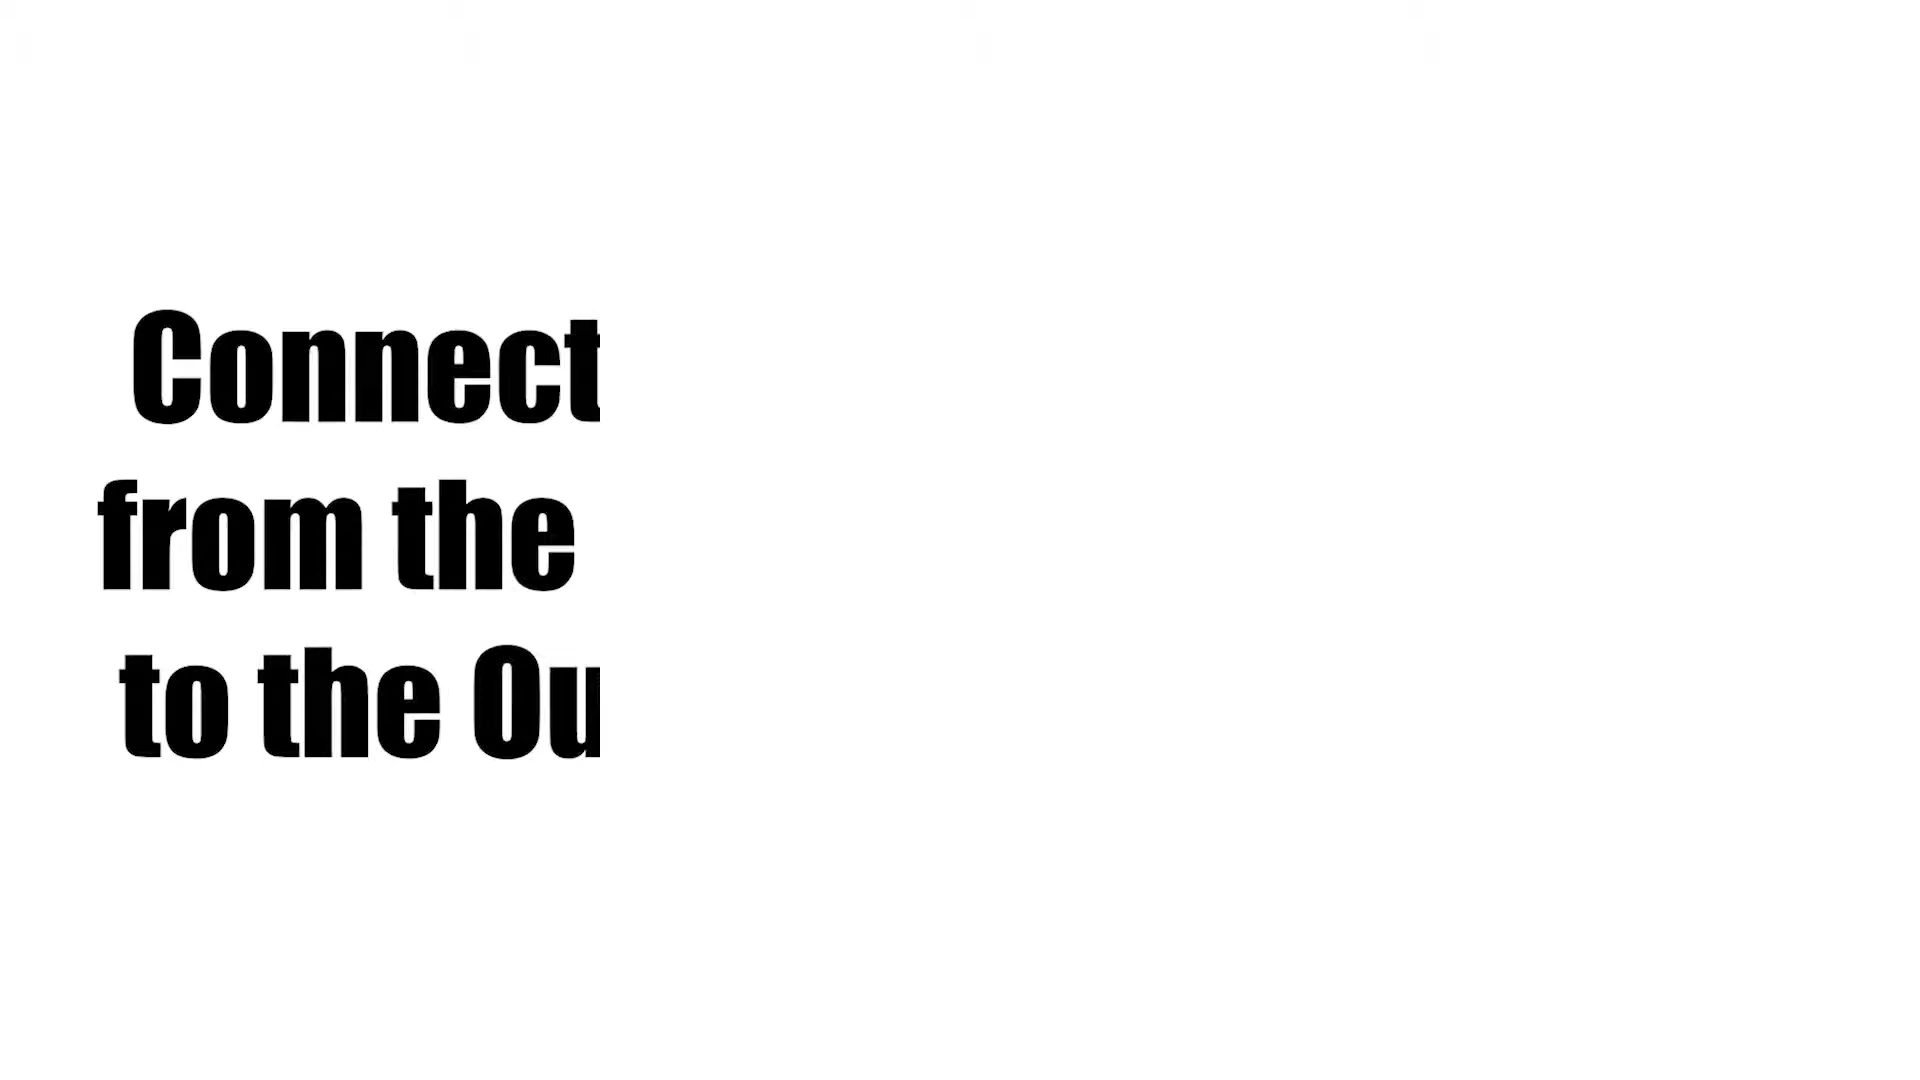 Connect
from the
to the Ou